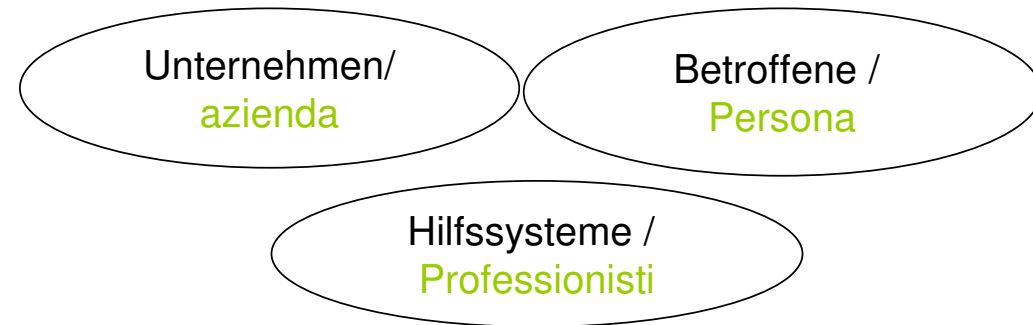 Unternehmen/
azienda
Betroffene /
Persona
Hilfssysteme /
Professionisti